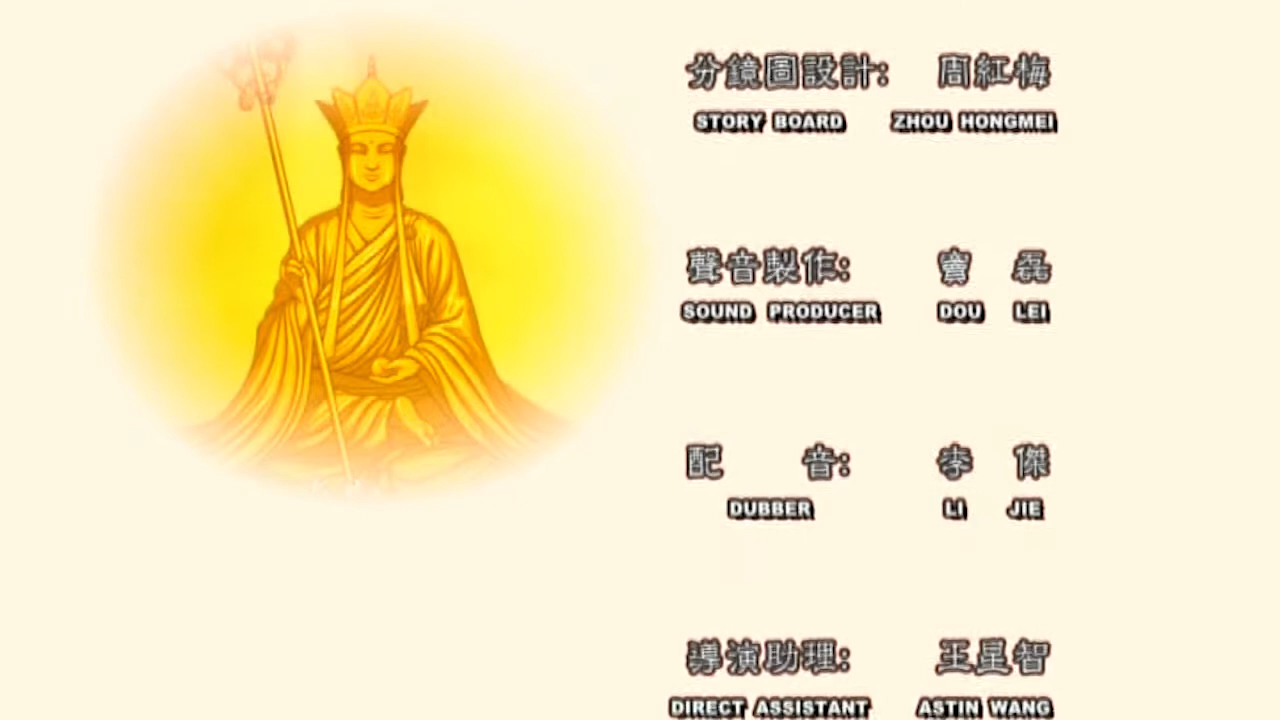 分鏡圖設計: 周紅梅
STORY BOARD ZHOU HONGMEI
聲音製作: 竇 磊
SOUND PRODUCER DOU LEI
配 音: 李 傑
DUBBER LI JIE
導演助理: 王星智
DIRECT ASSISTANT ASTIN WANG